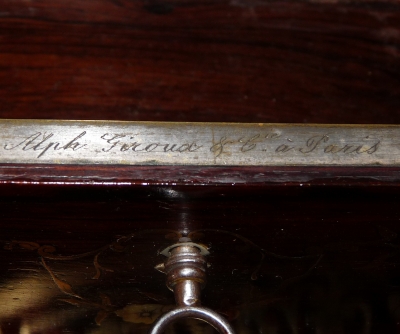 Alph. Giroux & Cie. à Paris